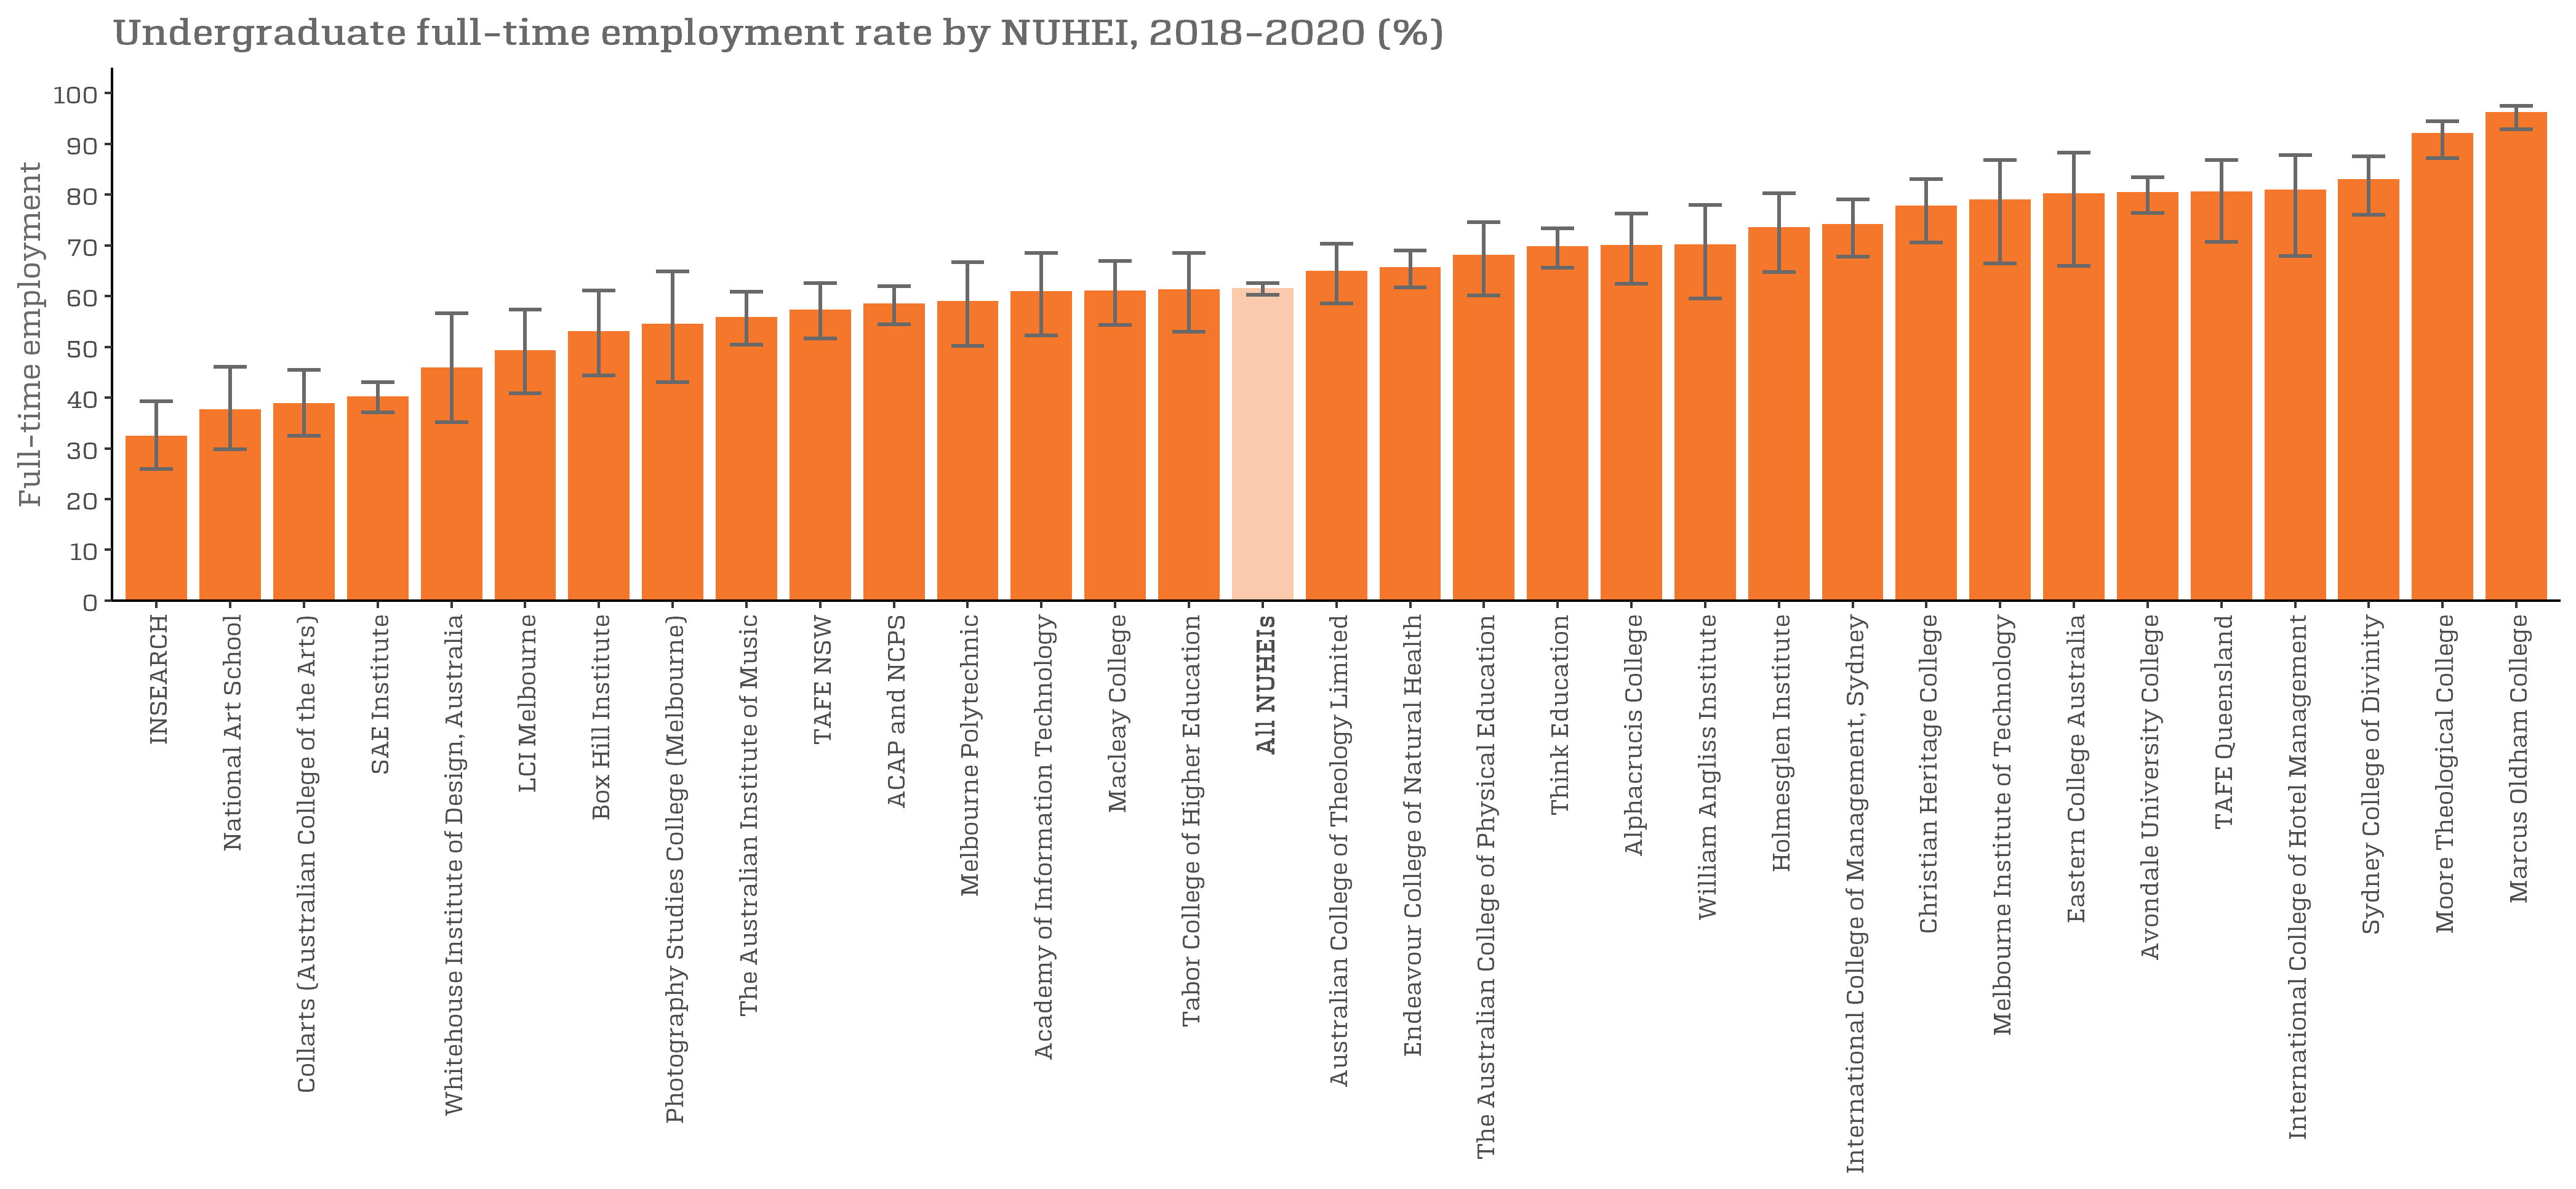 Undergraduate full-time employment rate by NUHEI, 2018-2020 (%)
Full-time employment
100
90
80
70
60
50
40
30
20
10
0
INSEARCH
National Art School
Collarts (Australian College of the Arts)
SAE Institute
Whitehouse Institute of Design, Australia
LCI Melbourne
Box Hill Institute
Photography Studies College (Melbourne)
The Australian Institute of Music
TAFE NSW
ACAP and NCPS
Melbourne Polytechnic
Academy of Information Technology
Macleay College
Tabor College of Higher Education
All NUHEIs
Australian College of Theology Limited
Endeavour College of Natural Health
The Australian College of Physical Education
Think Education
Alphacrucis College
William Angliss Institute
Holmesglen Institute
International College of Management, Sydney
Christian Heritage College
Melbourne Institute of Technology
Eastern College Australia
Avondale University College
TAFE Queensland
International College of Hotel Management
Sydney College of Divinity
Moore Theological College
Marcus Oldham College